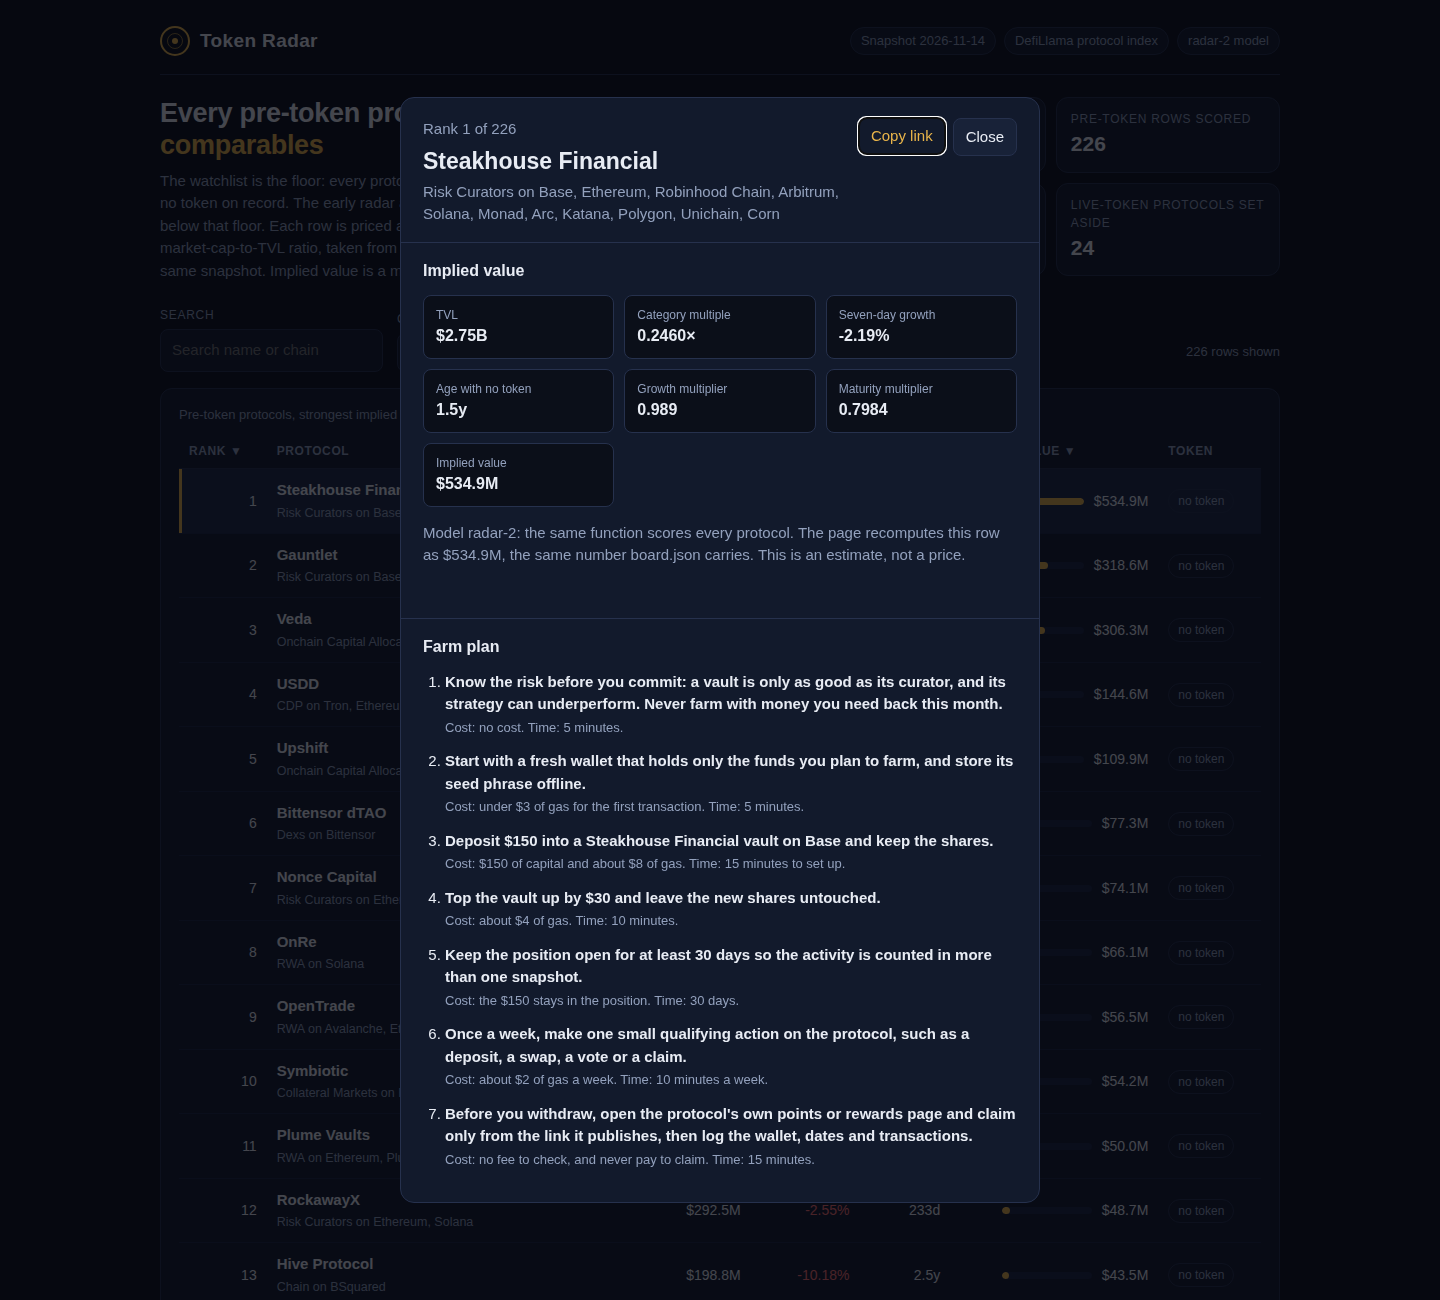 Token Radar
Snapshot 2026-11-14
DefiLlama protocol index
radar-2 model
Every pre-token pro
comparables
The watchlist is the floor: every proto
no token on record. The early radar
below that floor. Each row is priced a
market-cap-to-TVL ratio, taken from
same snapshot. Implied value is a m
PRE-TOKEN ROWS SCORED
226
LIVE-TOKEN PROTOCOLS SET
ASIDE
24
SEARCH
Search name or chain
226 rows shown
Pre-token protocols, strongest implied
RANK ▼
PROTOCOL
UE ▼
TOKEN
1
Steakhouse Finan
Risk Curators on Base
$534.9M
no token
2
Gauntlet
Risk Curators on Base
$318.6M
no token
3
Veda
Onchain Capital Alloca
$306.3M
no token
4
USDD
CDP on Tron, Ethereu
$144.6M
no token
5
Upshift
Onchain Capital Alloca
$109.9M
no token
6
Bittensor dTAO
Dexs on Bittensor
$77.3M
no token
7
Nonce Capital
Risk Curators on Ether
$74.1M
no token
8
OnRe
RWA on Solana
$66.1M
no token
9
OpenTrade
RWA on Avalanche, Et
$56.5M
no token
10
Symbiotic
Collateral Markets on
$54.2M
no token
11
Plume Vaults
RWA on Ethereum, Plu
$50.0M
no token
12
RockawayX
Risk Curators on Ethereum, Solana
$292.5M
-2.55%
233d
$48.7M
no token
13
Hive Protocol
Chain on BSquared
$198.8M
-10.18%
2.5y
$43.5M
no token
Rank 1 of 226
Copy link
Close
Steakhouse Financial
Risk Curators on Base, Ethereum, Robinhood Chain, Arbitrum,
Solana, Monad, Arc, Katana, Polygon, Unichain, Corn
Implied value
TVL
$2.75B
Category multiple
0.2460×
Seven-day growth
-2.19%
Age with no token
1.5y
Growth multiplier
0.989
Maturity multiplier
0.7984
Implied value
$534.9M
Model radar-2: the same function scores every protocol. The page recomputes this row
as $534.9M, the same number board.json carries. This is an estimate, not a price.
Farm plan
1. Know the risk before you commit: a vault is only as good as its curator, and its
strategy can underperform. Never farm with money you need back this month.
Cost: no cost. Time: 5 minutes.
2. Start with a fresh wallet that holds only the funds you plan to farm, and store its
seed phrase offline.
Cost: under $3 of gas for the first transaction. Time: 5 minutes.
3. Deposit $150 into a Steakhouse Financial vault on Base and keep the shares.
Cost: $150 of capital and about $8 of gas. Time: 15 minutes to set up.
4. Top the vault up by $30 and leave the new shares untouched.
Cost: about $4 of gas. Time: 10 minutes.
5. Keep the position open for at least 30 days so the activity is counted in more
than one snapshot.
Cost: the $150 stays in the position. Time: 30 days.
6. Once a week, make one small qualifying action on the protocol, such as a
deposit, a swap, a vote or a claim.
Cost: about $2 of gas a week. Time: 10 minutes a week.
7. Before you withdraw, open the protocol's own points or rewards page and claim
only from the link it publishes, then log the wallet, dates and transactions.
Cost: no fee to check, and never pay to claim. Time: 15 minutes.